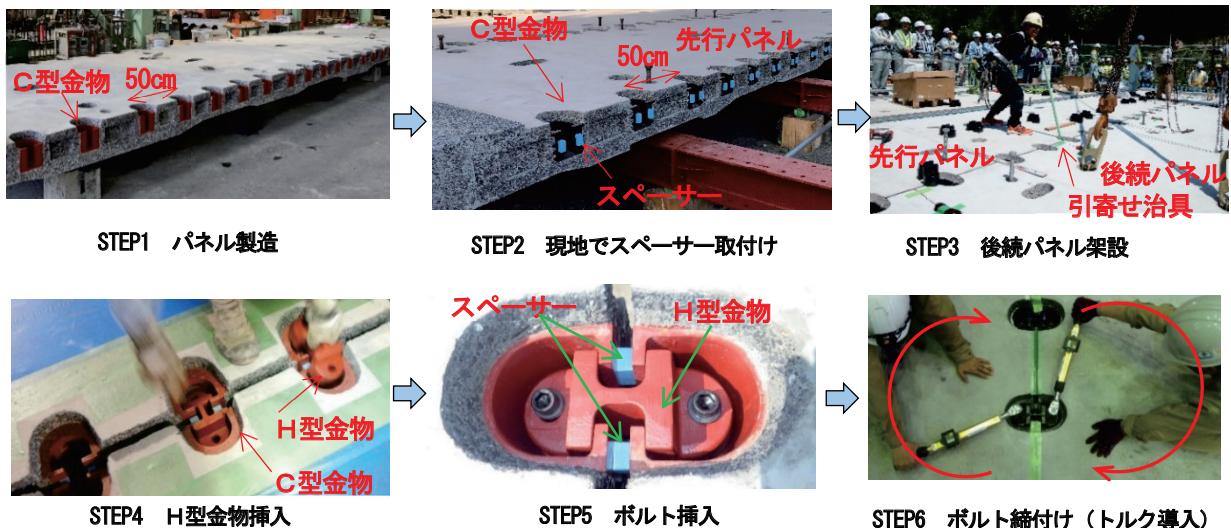 C型金物
50cm
STEP1 パネル製造
C型金物
50cm
先行パネル
スペーサー
STEP2 現地でスペーサー取付け
先行パネル
後続パネル
引寄せ治具
STEP3 後続パネル架設
H型金物
C型金物
STEP4 H型金物挿入
スペーサー
H型金物
STEP5 ボルト挿入
STEP6 ボルト締付け（トルク導入）